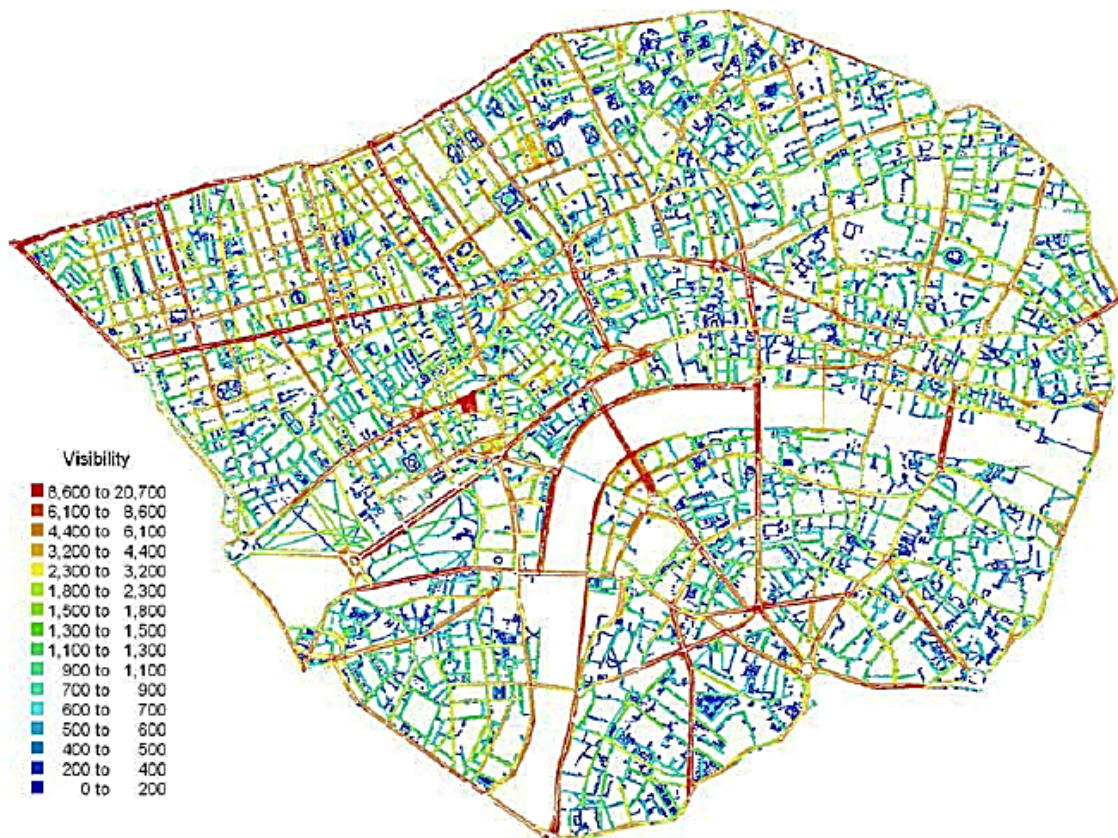 Visibility
8,600 to 20,700
6,100 to 8,600
4,400 to 6,100
3,200 to 4,400
2,300 to 3,200
1,800 to 2,300
1,500 to 1,800
1,300 to 1,500
1,100 to 1,300
900 to 1,100
700 to 900
600 to 700
500 to 600
400 to 500
200 to 400
0 to 200